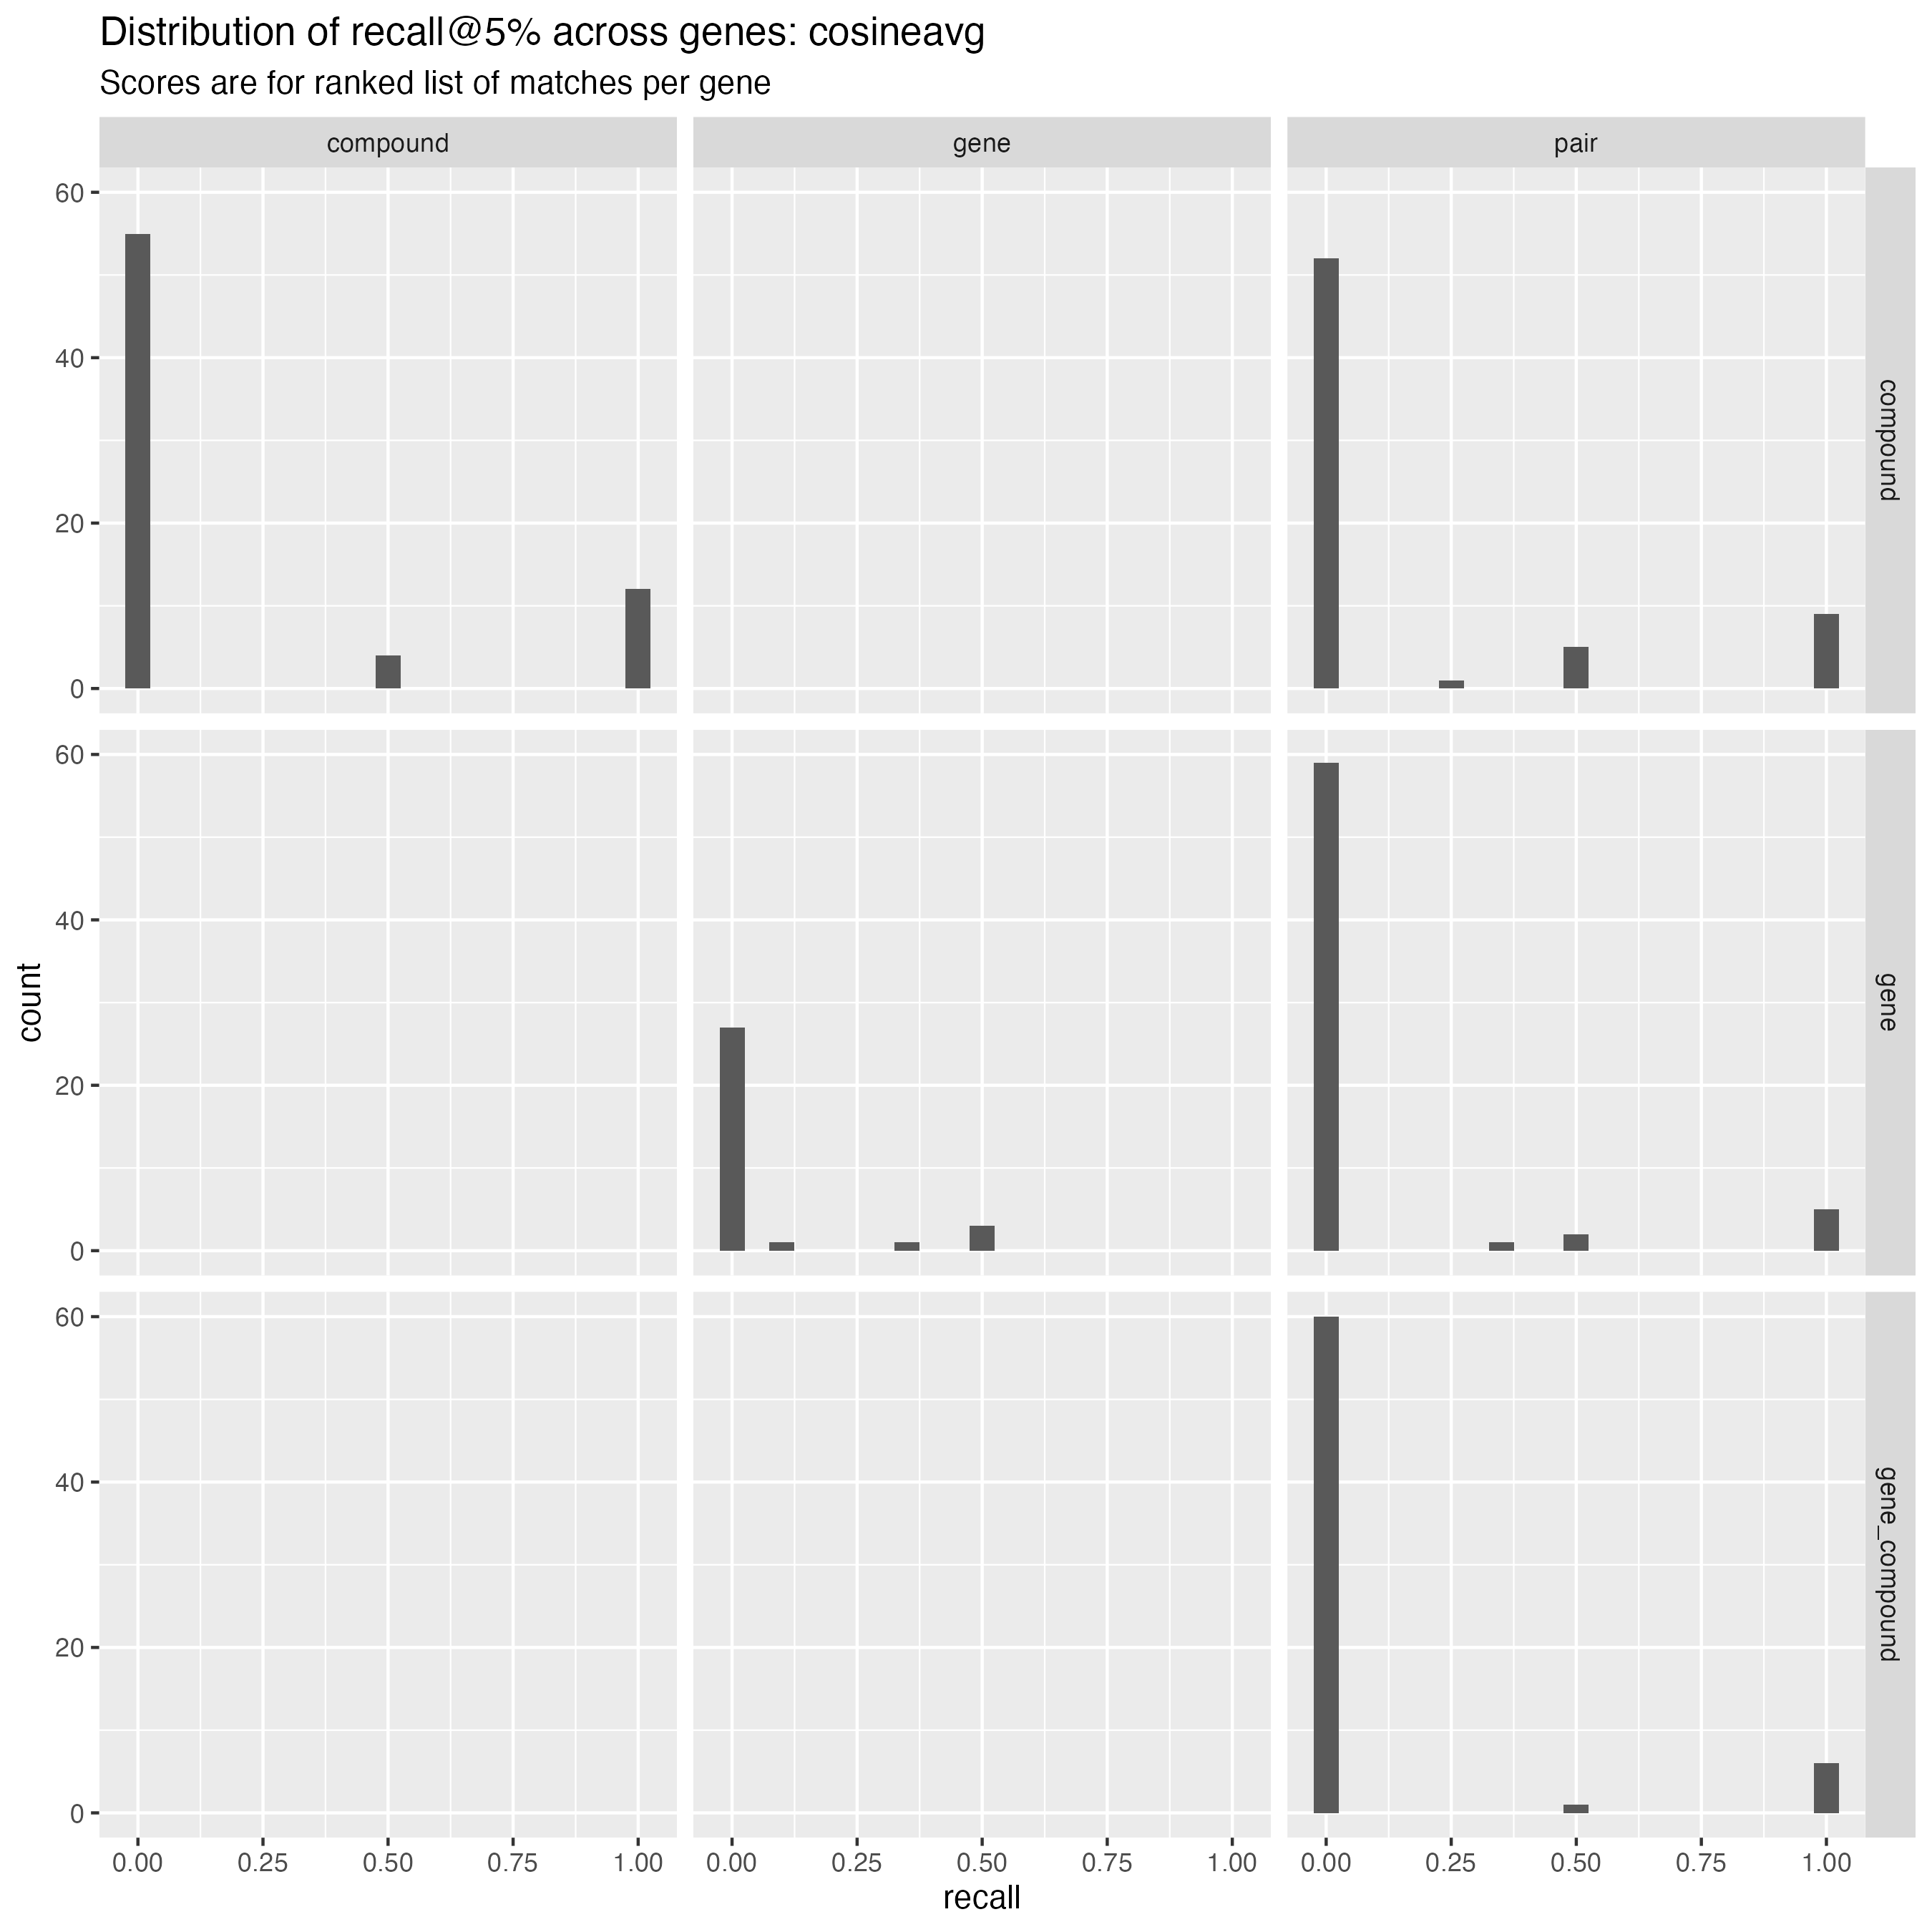 Distribution of recall@5% across genes: cosineavg
Scores are for ranked list of matches per gene
compound
gene
pair
60
40
20
0
compound
60
40
20
0
gene
60
40
20
0
gene_compound
count
0.00 0.25 0.50 0.75 1.00
0.00 0.25 0.50 0.75 1.00
0.00 0.25 0.50 0.75 1.00
recall